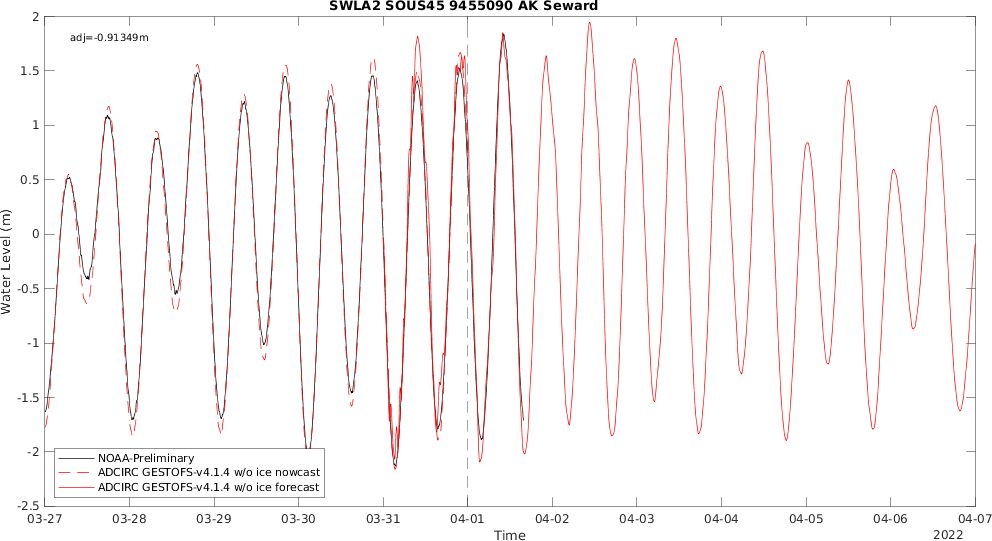 SWLA2 SOUS45 9455090 AK Seward
adj=-0.91349m
2
1.5
1
0.5
0
-0.5
-1
-1.5
-2
-2.5
Water Level (m)
NOAA-Preliminary
ADCIRC GESTOFS-v4.1.4 w/o ice nowcast
ADCIRC GESTOFS-v4.1.4 w/o ice forecast
03-27 03-28 03-29 03-30 03-31 04-01 04-02 04-03 04-04 04-05 04-06 04-07
Time
2022